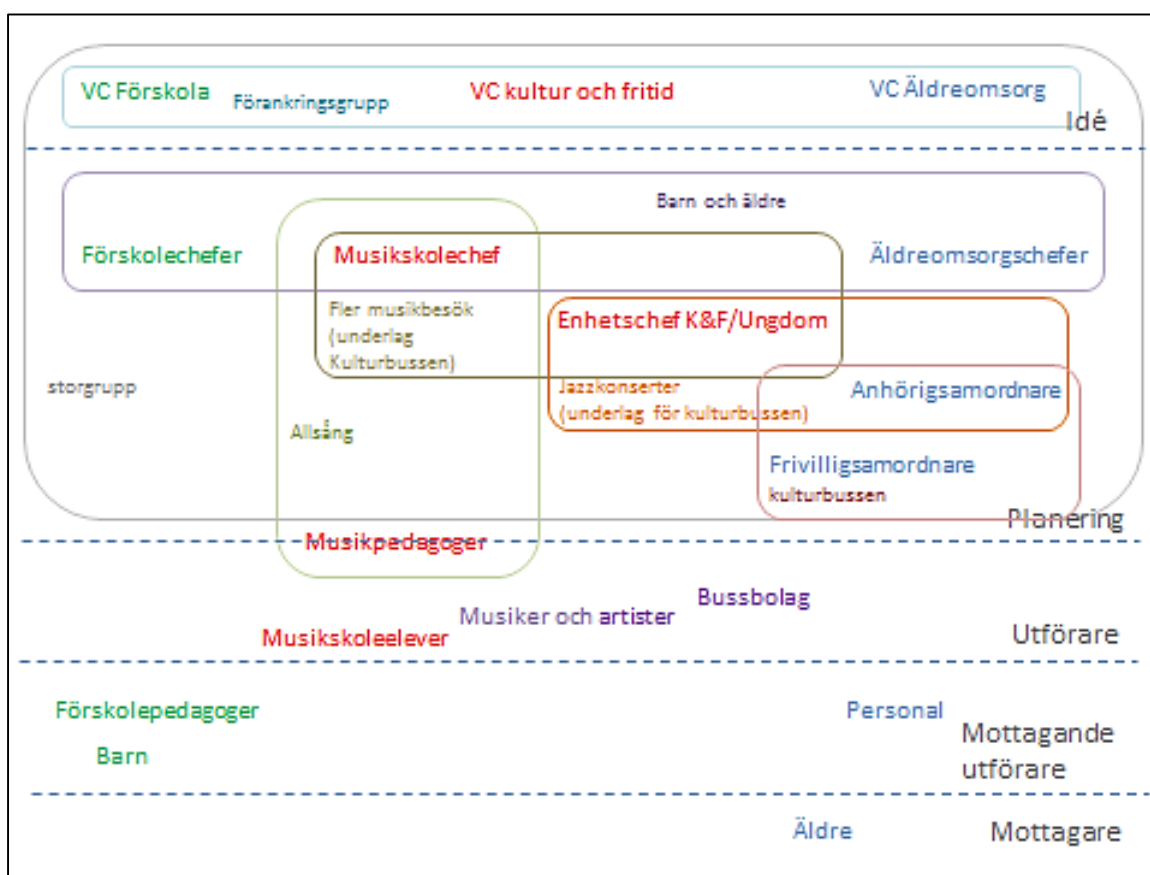 VC Förskola
Förankringsgrupp
VC kultur och fritid
VC Äldreomsorg
Idé
Barn och äldre
Förskolechefer
Musikskolechef
Äldreomsorgschefer
Fler musikbesök
(underlag
Kulturbussen)
Enhetschef K&F/Ungdom
storgrupp
Jazzkonserter
(underlag för kulturbussen)
Anhörigsamordnare
Allsång
Frivilligsamordnare
kulturbussen
Planering
Musikpedagoger
Bussbolag
Musiker och artister
Musikskoleelever
Utförare
Förskolepedagoger
Personal
Barn
Mottagande
utförare
Äldre
Mottagare